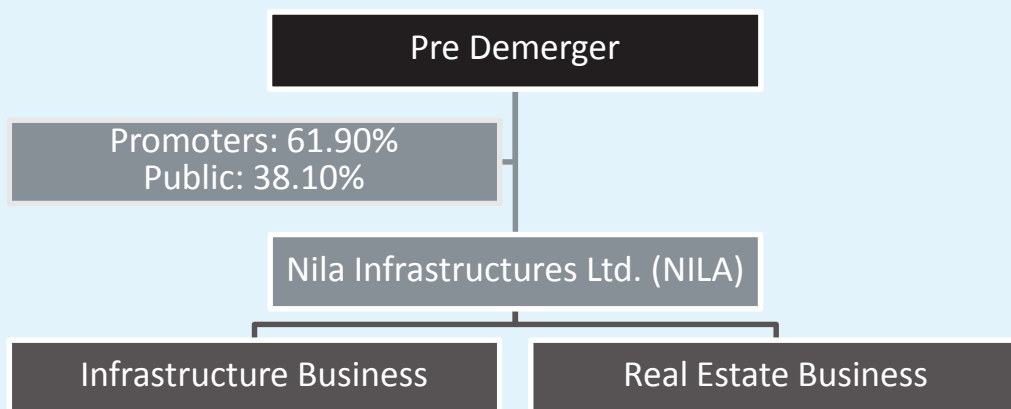 Pre Demerger
Promoters: 61.90%
Public: 38.10%
Nila Infrastructures Ltd. (NILA)
Infrastructure Business
Real Estate Business